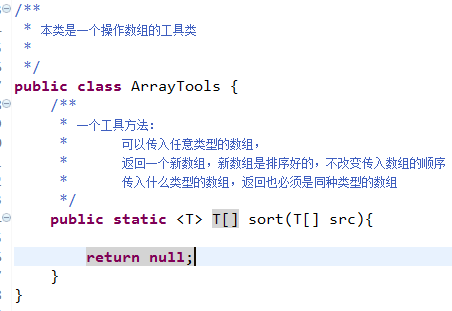 /**
 * 本类是一个操作数组的工具类
 *
 */
public class ArrayTools {
    /**
     * 一个工具方法:
     *       可以传入任意类型的数组,
     *       返回一个新数组, 新数组是排序好的, 不改变传入数组的顺序
     *       传入什么类型的数组, 返回也必须是同种类型的数组
     */
    public static <T> T[] sort(T[] src){
        return null;
    }
}